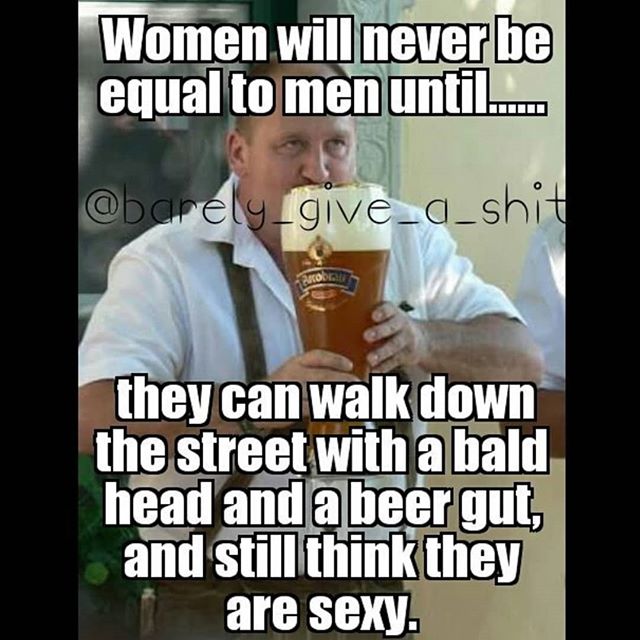 Women will never be
equal to men until......
@barely_give_a_shit
they can walk down
the street with a bald
head and a beer gut,
and still think they
are sexy.